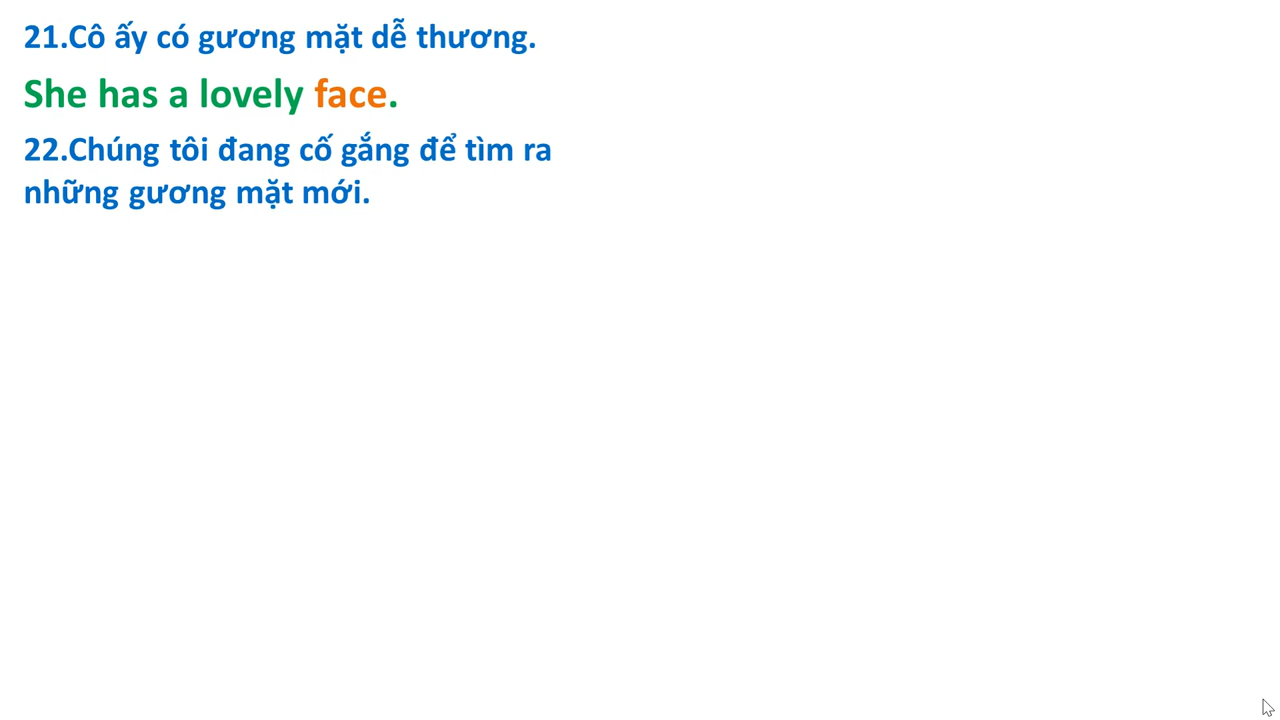 21.Cô ấy có gương mặt dễ thương.
She has a lovely face.
22.Chúng tôi đang cố gắng để tìm ra
những gương mặt mới.